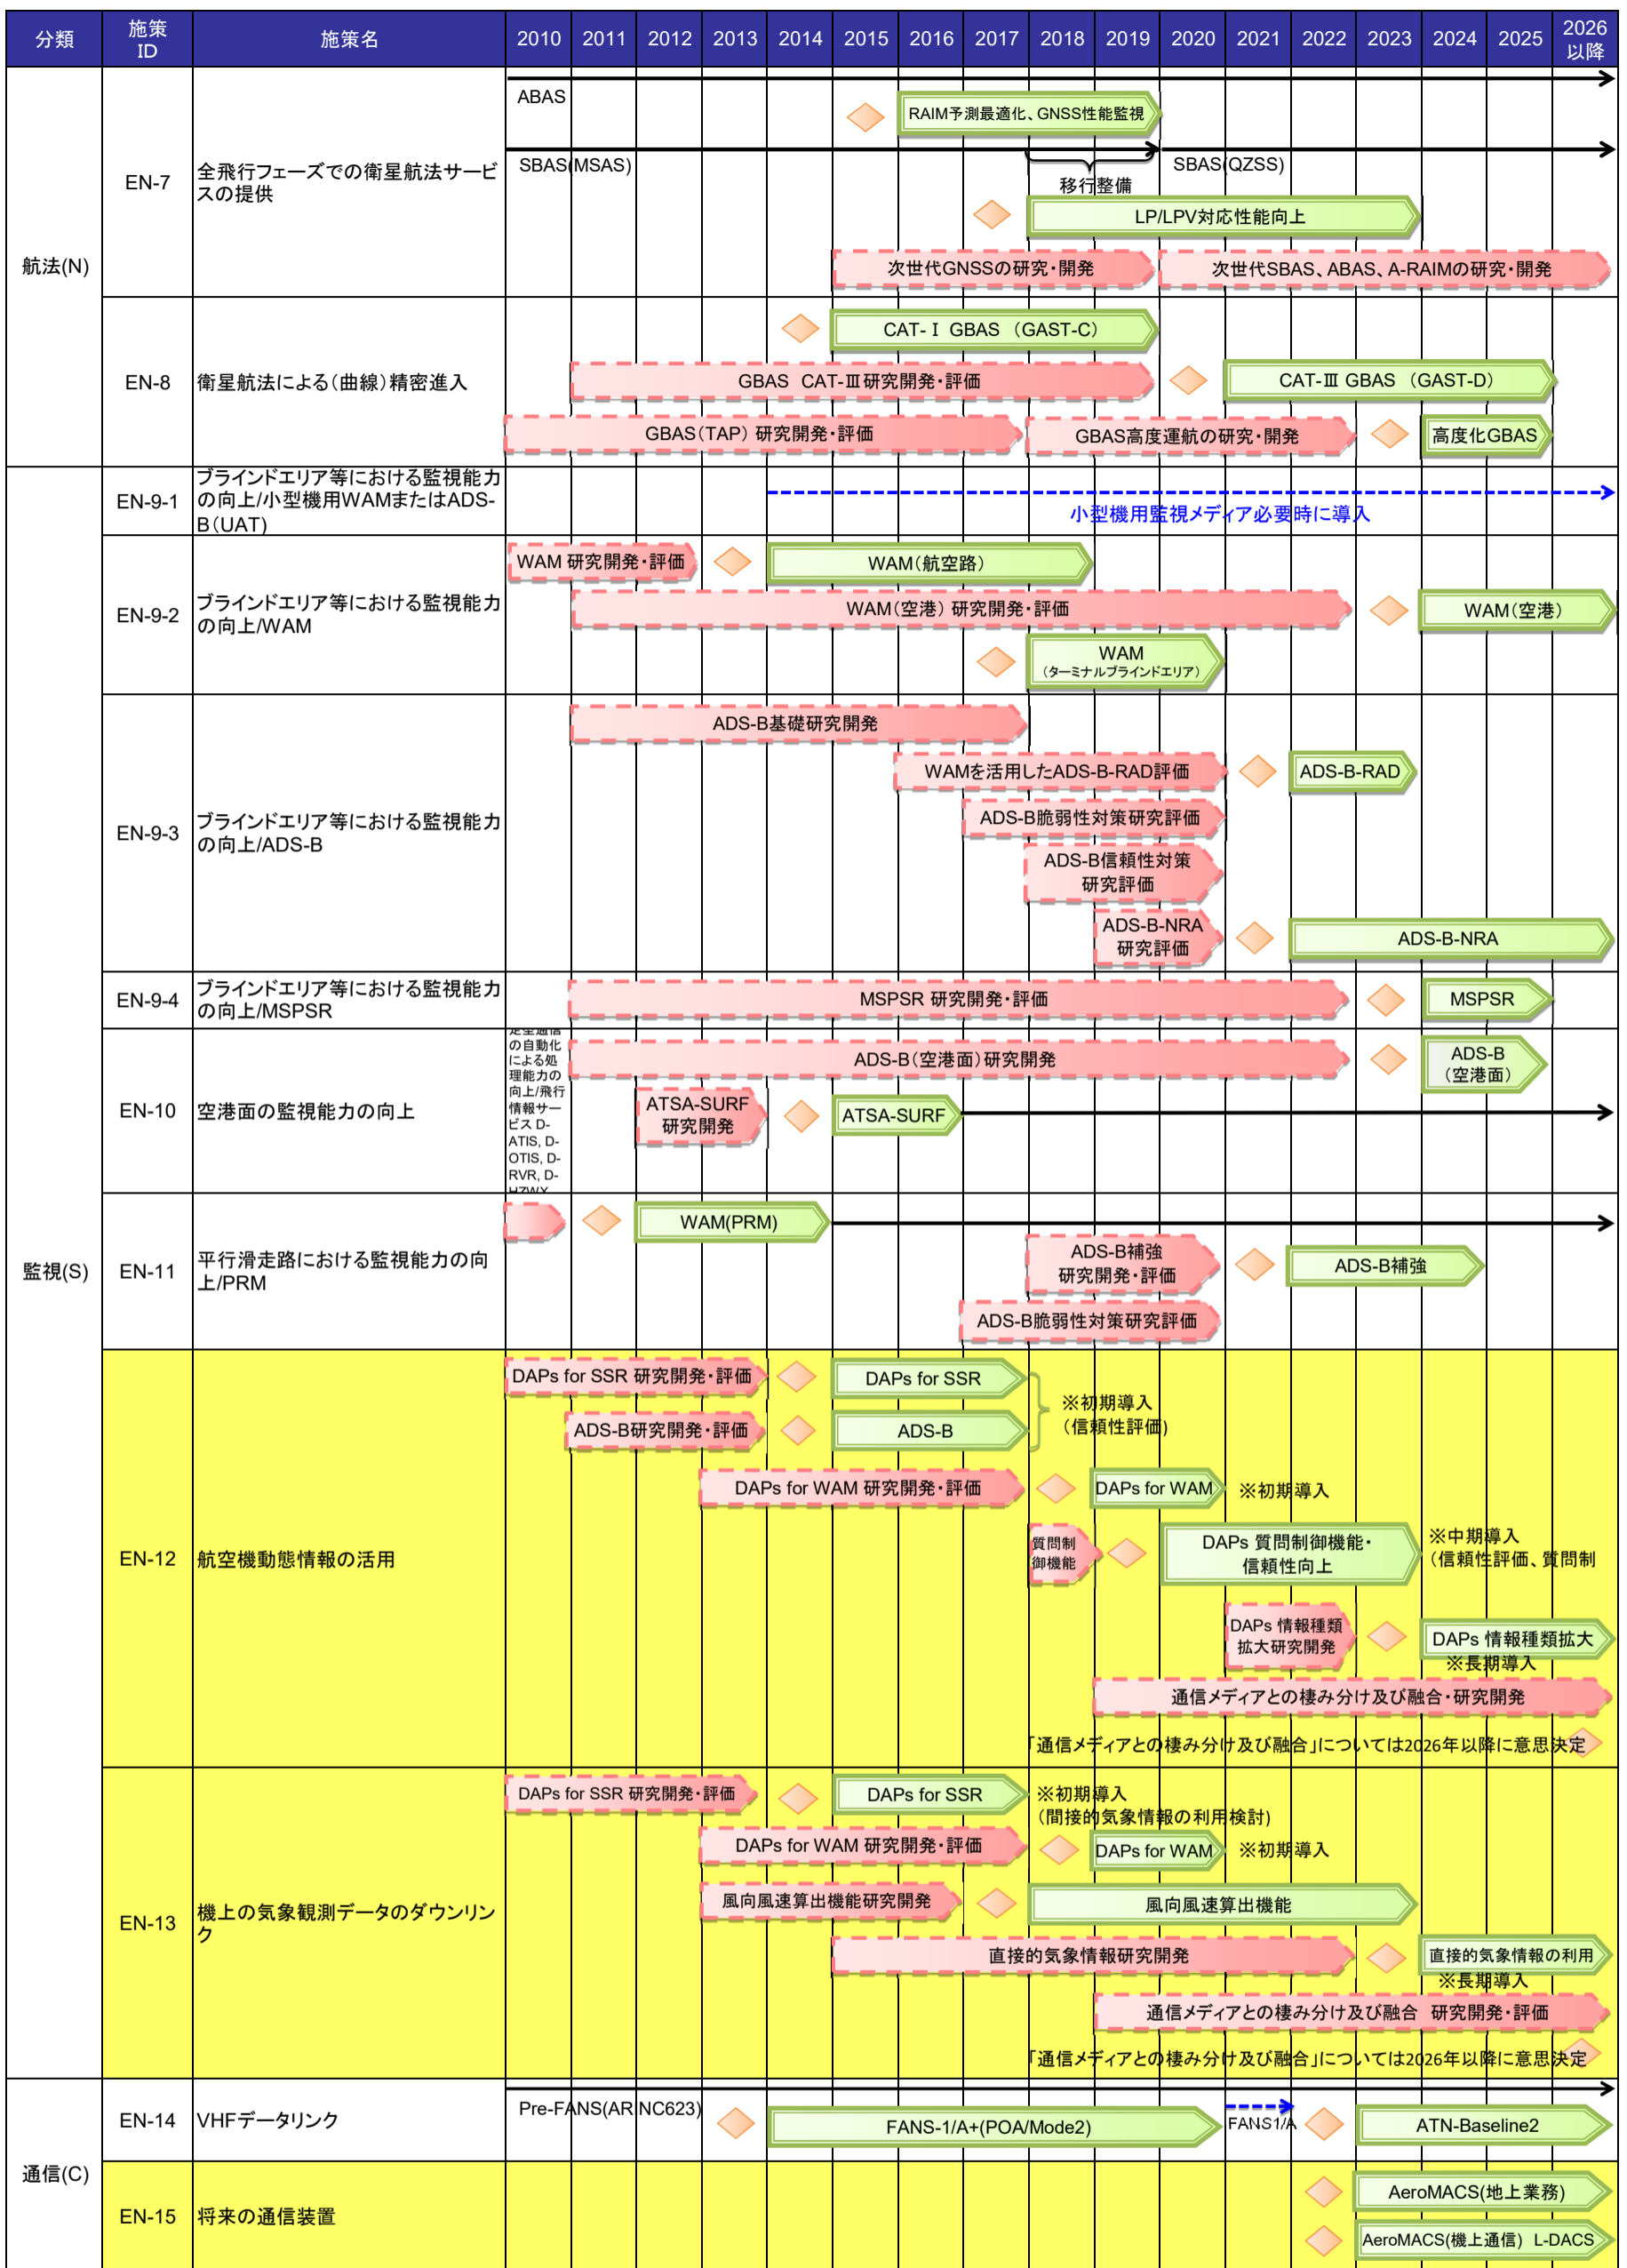 分類
施策
ID
施策名
2010 2011 2012 2013 2014 2015 2016 2017 2018 2019 2020 2021 2022 2023 2024 2025 2026
以降
航法(N)
EN-7
全飛行フェーズでの衛星航法サービ
スの提供
ABAS
RAIM予測最適化、GNSS性能監視
SBAS(MSAS)
SBAS(QZSS)
移行整備
LP/LPV対応性能向上
次世代GNSSの研究・開発
次世代SBAS、ABAS、A-RAIMの研究・開発
EN-8
衛星航法による（曲線）精密進入
CAT-Ⅰ GBAS （GAST-C）
GBAS CAT-Ⅲ研究開発・評価
CAT-Ⅲ GBAS （GAST-D）
GBAS（TAP） 研究開発・評価
GBAS高度運航の研究・開発
高度化GBAS
監視(S)
EN-9-1
ブラインドエリア等における監視能力
の向上/小型機用WAMまたはADS-
B（UAT)
小型機用監視メディア必要時に導入
EN-9-2
ブラインドエリア等における監視能力
の向上/WAM
WAM 研究開発・評価
WAM（航空路）
WAM（空港） 研究開発・評価
WAM（空港）
WAM
（ターミナルブラインドエリア）
EN-9-3
ブラインドエリア等における監視能力
の向上/ADS-B
ADS-B基礎研究開発
WAMを活用したADS-B-RAD評価
ADS-B-RAD
ADS-B脆弱性対策研究評価
ADS-B信頼性対策
研究評価
ADS-B-NRA
研究評価
ADS-B-NRA
EN-9-4
ブラインドエリア等における監視能力
の向上/MSPSR
MSPSR 研究開発・評価
MSPSR
EN-10
空港面の監視能力の向上
定型通信
の自動化
による処
理能力の
向上/飛行
情報サー
ビス D-
ATIS, D-
OTIS, D-
RVR, D-
HZWX
ADS-B（空港面）研究開発
ADS-B
（空港面）
ATSA-SURF
研究開発
ATSA-SURF
EN-11
平行滑走路における監視能力の向
上/PRM
WAM(PRM)
ADS-B補強
研究開発・評価
ADS-B補強
ADS-B脆弱性対策研究評価
EN-12
航空機動態情報の活用
DAPs for SSR 研究開発・評価
DAPs for SSR
※初期導入
（信頼性評価)
ADS-B研究開発・評価
ADS-B
DAPs for WAM 研究開発・評価
DAPs for WAM
※初期導入
質問制
御機能
DAPs 質問制御機能・
信頼性向上
※中期導入
（信頼性評価、質問制
DAPs 情報種類
拡大研究開発
DAPs 情報種類拡大
※長期導入
通信メディアとの棲み分け及び融合・研究開発
「通信メディアとの棲み分け及び融合」については2026年以降に意思決定
EN-13
機上の気象観測データのダウンリン
ク
DAPs for SSR 研究開発・評価
DAPs for SSR
※初期導入
(間接的気象情報の利用検討)
DAPs for WAM 研究開発・評価
DAPs for WAM
※初期導入
風向風速算出機能研究開発
風向風速算出機能
直接的気象情報研究開発
直接的気象情報の利用
※長期導入
通信メディアとの棲み分け及び融合 研究開発・評価
「通信メディアとの棲み分け及び融合」については2026年以降に意思決定
通信(C)
EN-14
VHFデータリンク
Pre-FANS(ARINC623)
FANS-1/A+(POA/Mode2)
FANS1/A
ATN-Baseline2
EN-15
将来の通信装置
AeroMACS(地上業務)
AeroMACS(機上通信) L-DACS